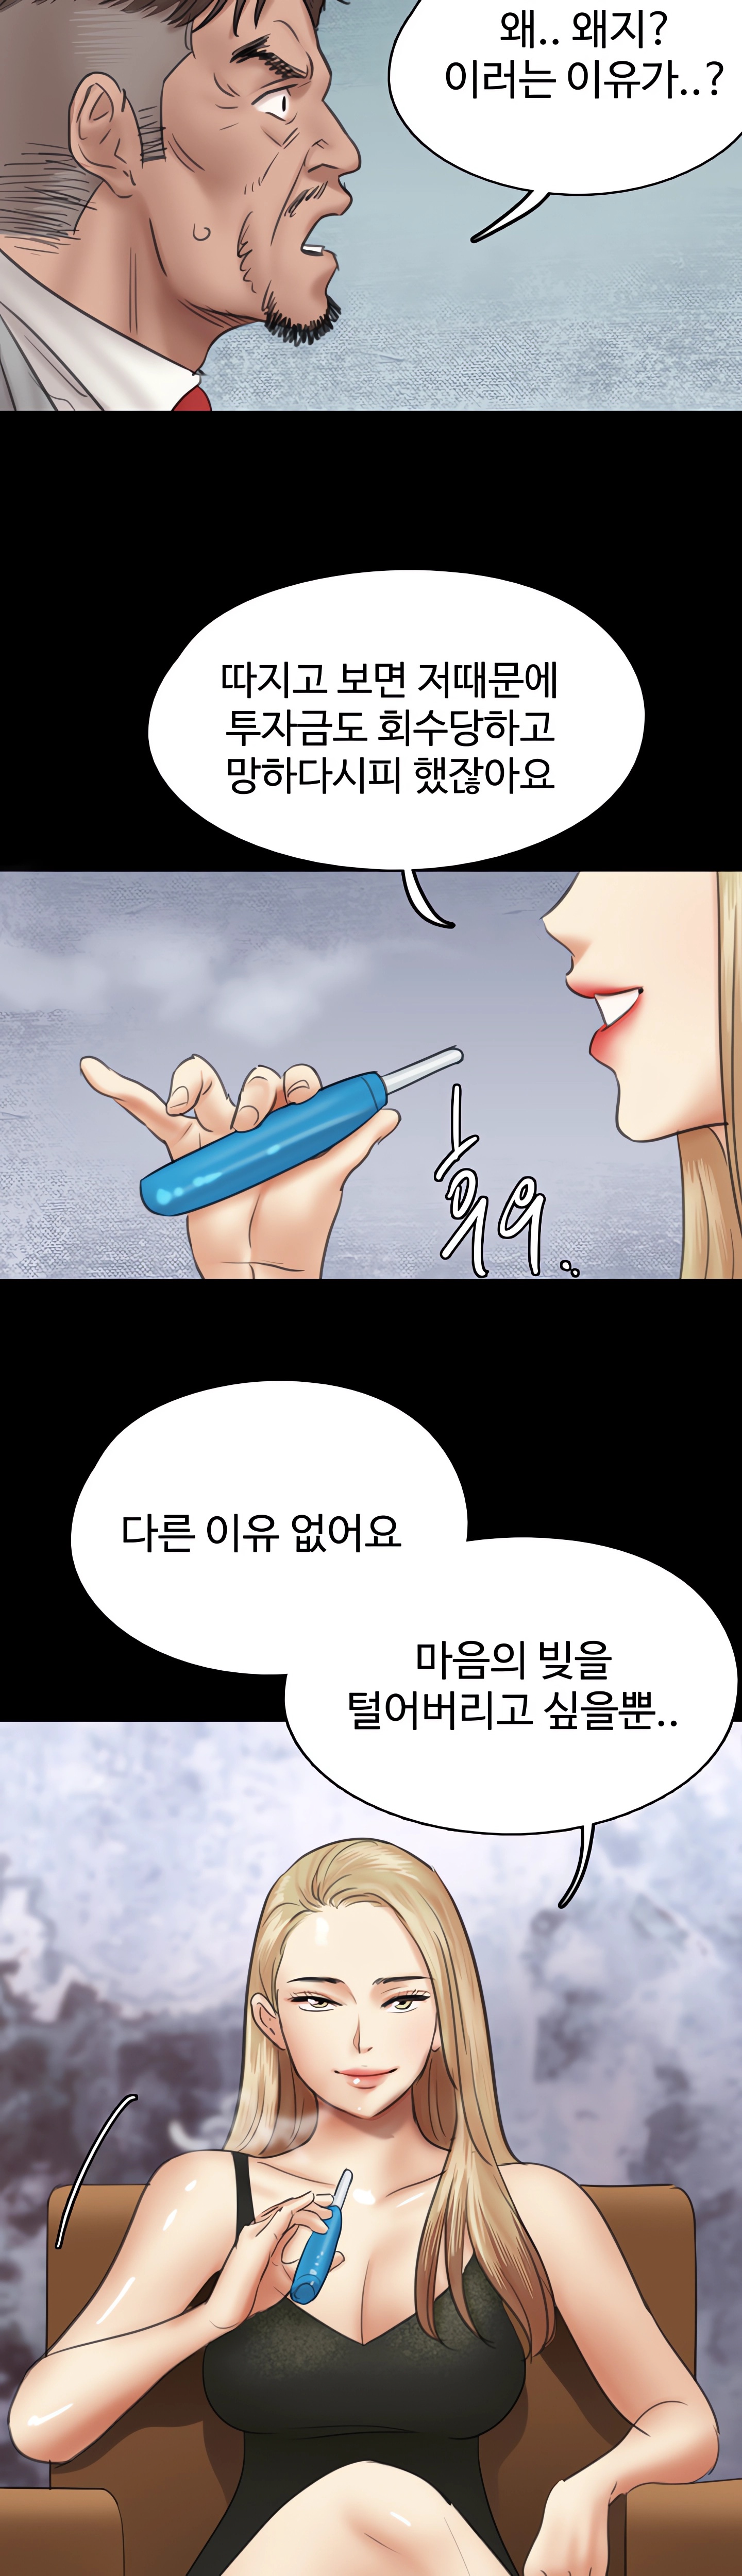 왜.. 왜지?
이러는 이유가..?
따지고 보면 저때문에
투자금도 회수당하고
망하다시피 했잖아요
후우..
다른 이유 없어요
마음의 빚을
털어버리고 싶을뿐..